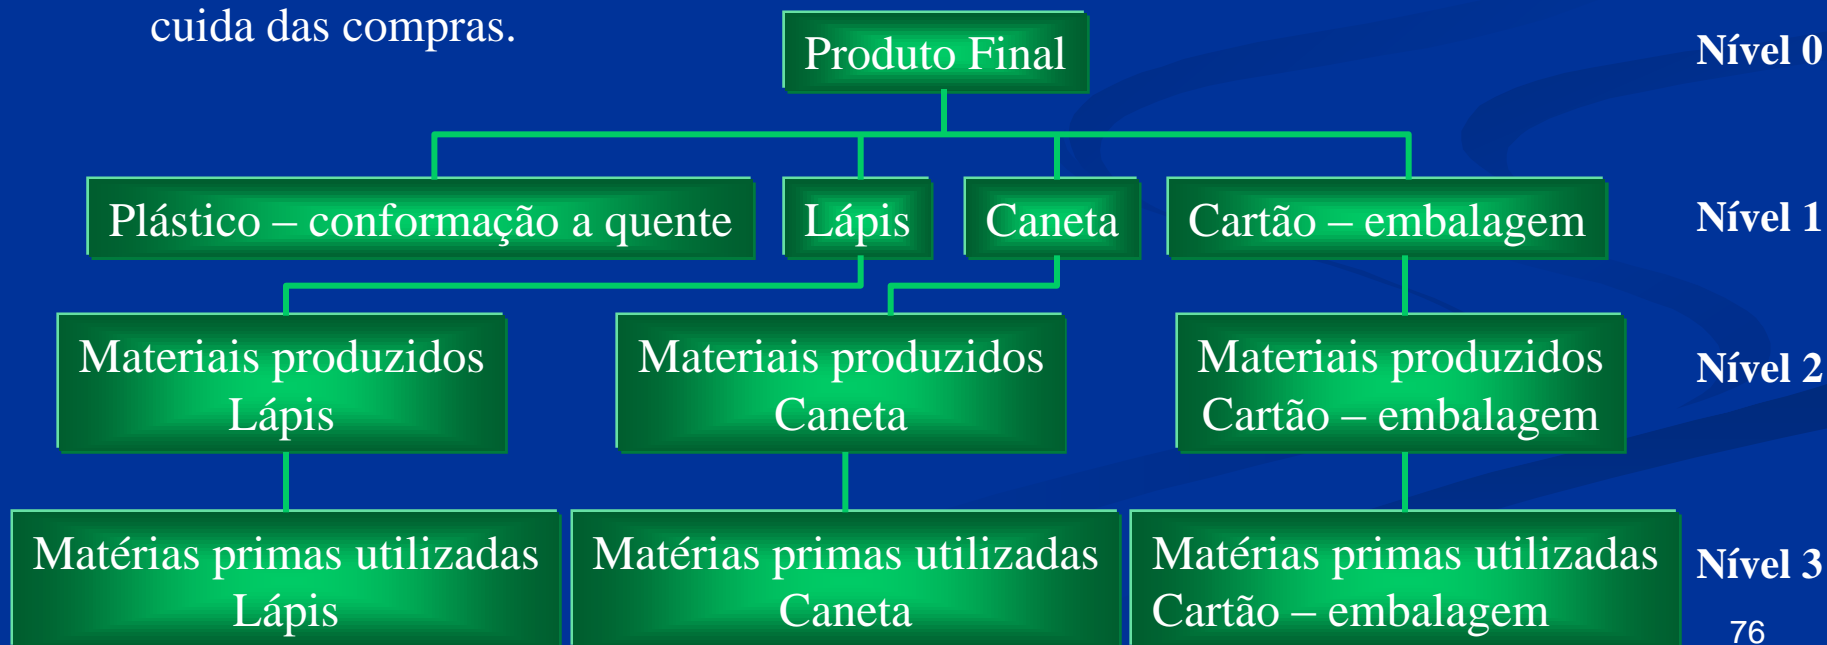 cuida das compras.
Produto Final
Nível 0
Plástico – conformação a quente
Lápis
Caneta
Cartão – embalagem
Nível 1
Materiais produzidos
Lápis
Materiais produzidos
Caneta
Materiais produzidos
Cartão – embalagem
Nível 2
Matérias primas utilizadas
Lápis
Matérias primas utilizadas
Caneta
Matérias primas utilizadas
Cartão – embalagem
Nível 3
76